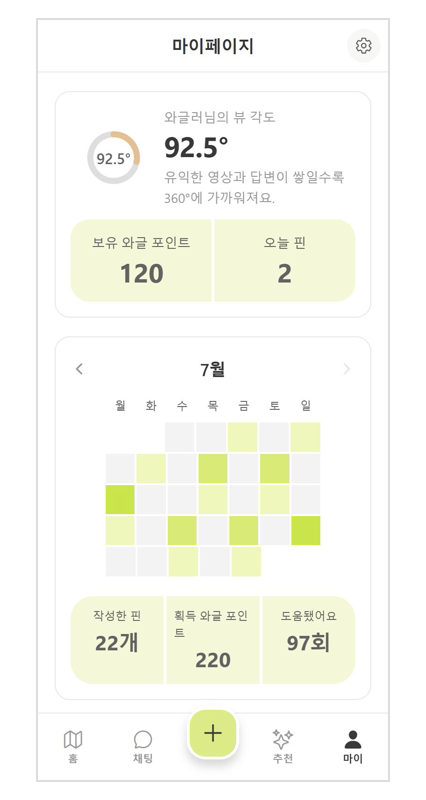 마이페이지
와글러님의 뷰 각도
92.5°
92.5°
유익한 영상과 답변이 쌓일수록
360°에 가까워져요.
보유 와글 포인트
오늘 핀
120
2
7월
월 화 수 목 금 토 일
작성한 핀
22개
획득 와글 포인
트
220
도움됐어요
97회
홈
채팅
추천
마이